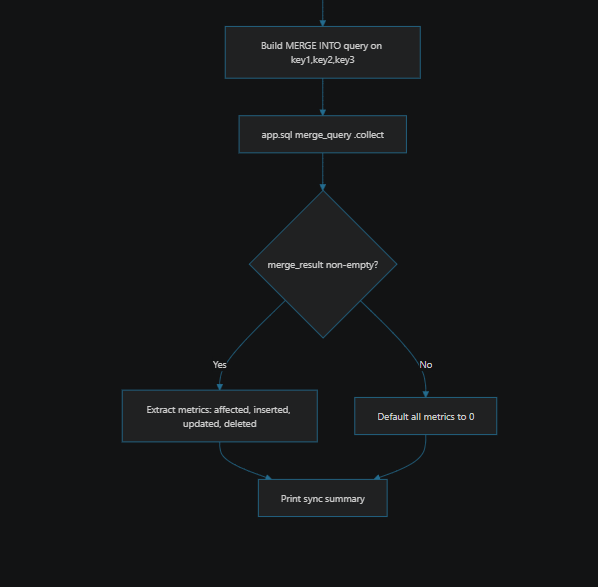 Build MERGE INTO query on
key1,key2,key3
app.sql merge_query .collect
merge_result non-empty?
Yes
No
Extract metrics: affected, inserted,
updated, deleted
Default all metrics to 0
Print sync summary